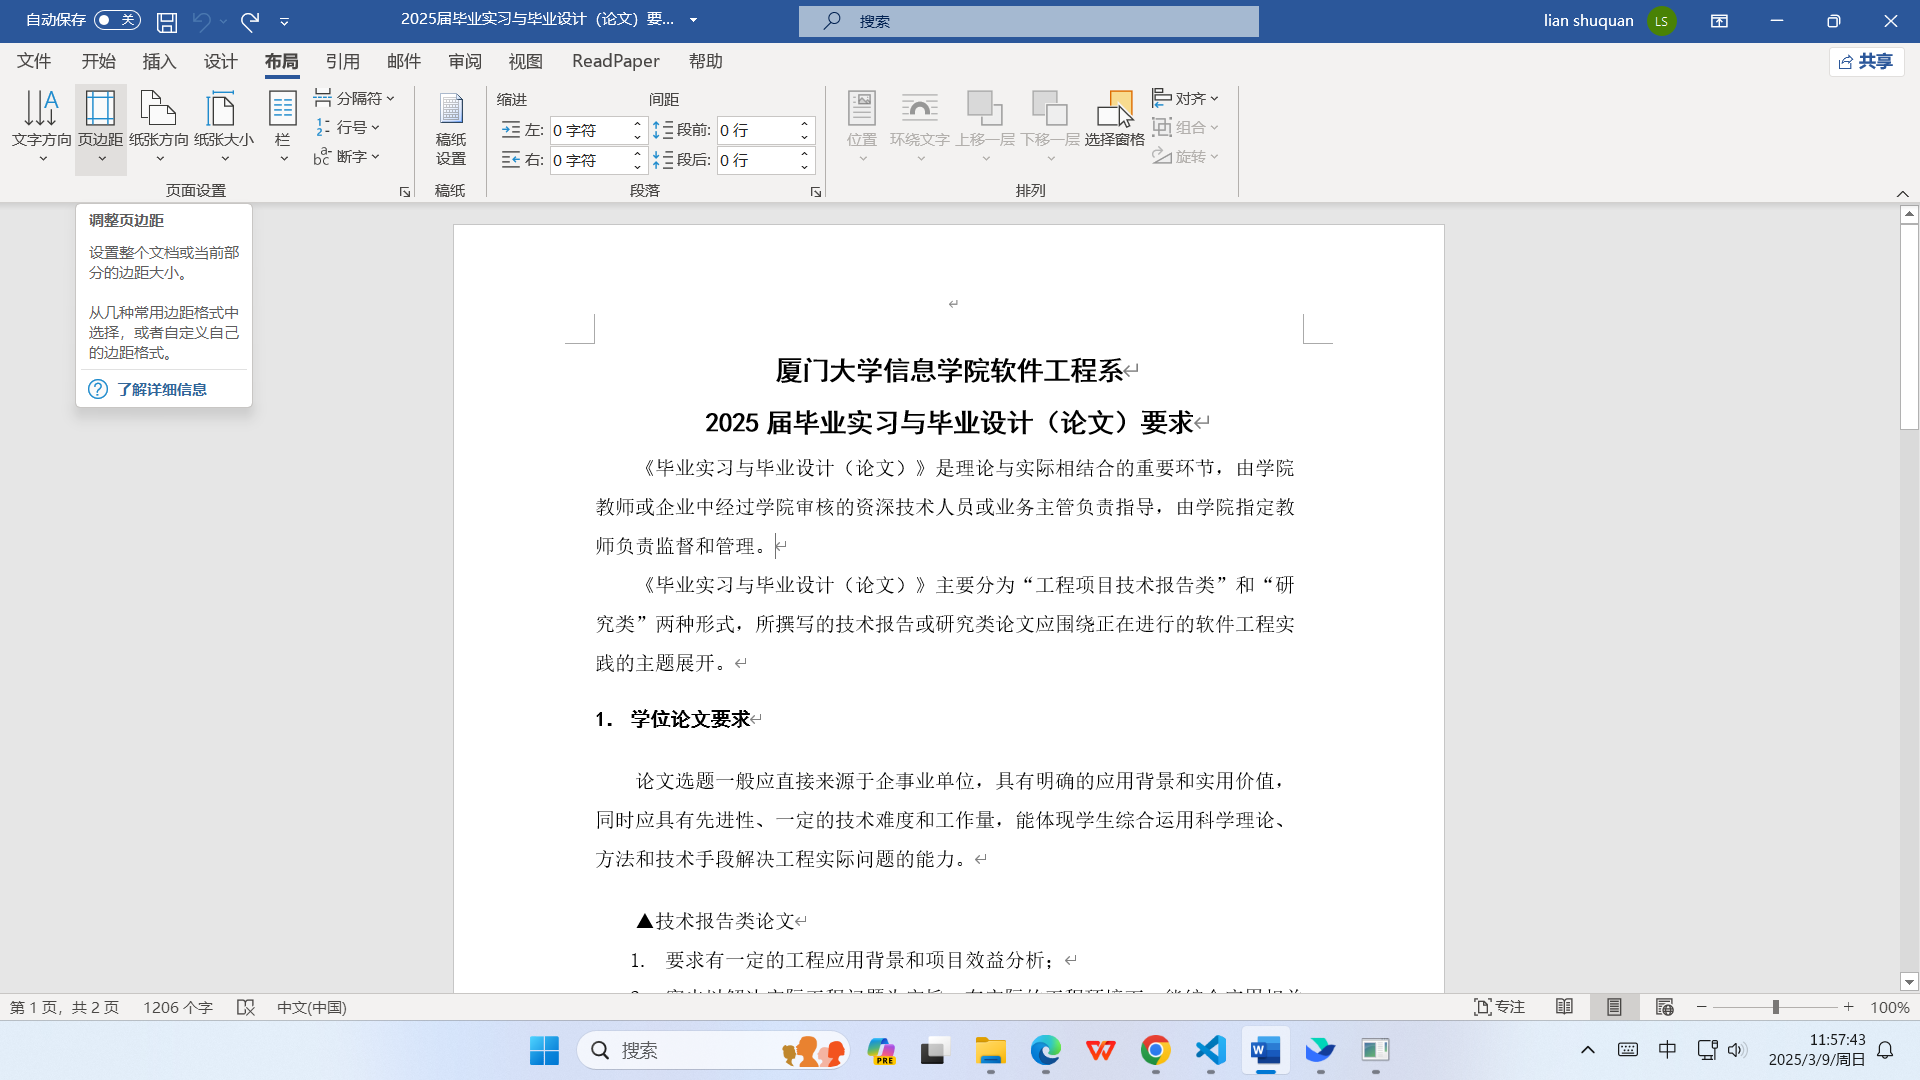 自动保存 关 2025届毕业实习与毕业设计（论文）要... 搜索 lian shuquan LS
文件 开始 插入 设计 布局 引用 邮件 审阅 视图 ReadPaper 帮助 共享
文字方向 页边距 纸张方向 纸张大小 栏
分隔符
行号
断字
页面设置
稿纸
设置
稿纸
缩进 间距
左: 0 字符 段前: 0 行
右: 0 字符 段后: 0 行
段落
位置 环绕文字 上移一层 下移一层 选择窗格
对齐
组合
旋转
排列
调整页边距
设置整个文档或当前部
分的边距大小。
从几种常用边距格式中
选择，或者自定义自己
的边距格式。
了解详细信息
厦门大学信息学院软件工程系
2025 届毕业实习与毕业设计（论文）要求
《毕业实习与毕业设计（论文）》是理论与实际相结合的重要环节，由学院
教师或企业中经过学院审核的资深技术人员或业务主管负责指导，由学院指定教
师负责监督和管理。
《毕业实习与毕业设计（论文）》主要分为“工程项目技术报告类”和“研
究类”两种形式，所撰写的技术报告或研究类论文应围绕正在进行的软件工程实
践的主题展开。
1. 学位论文要求
论文选题一般应直接来源于企事业单位，具有明确的应用背景和实用价值，
同时应具有先进性、一定的技术难度和工作量，能体现学生综合运用科学理论、
方法和技术手段解决工程实际问题的能力。
▲技术报告类论文
1. 要求有一定的工程应用背景和项目效益分析；
第 1 页，共 2 页 1206 个字 中文(中国) 专注 100%
搜索 PRE 中 11:57:43
2025/3/9/周日